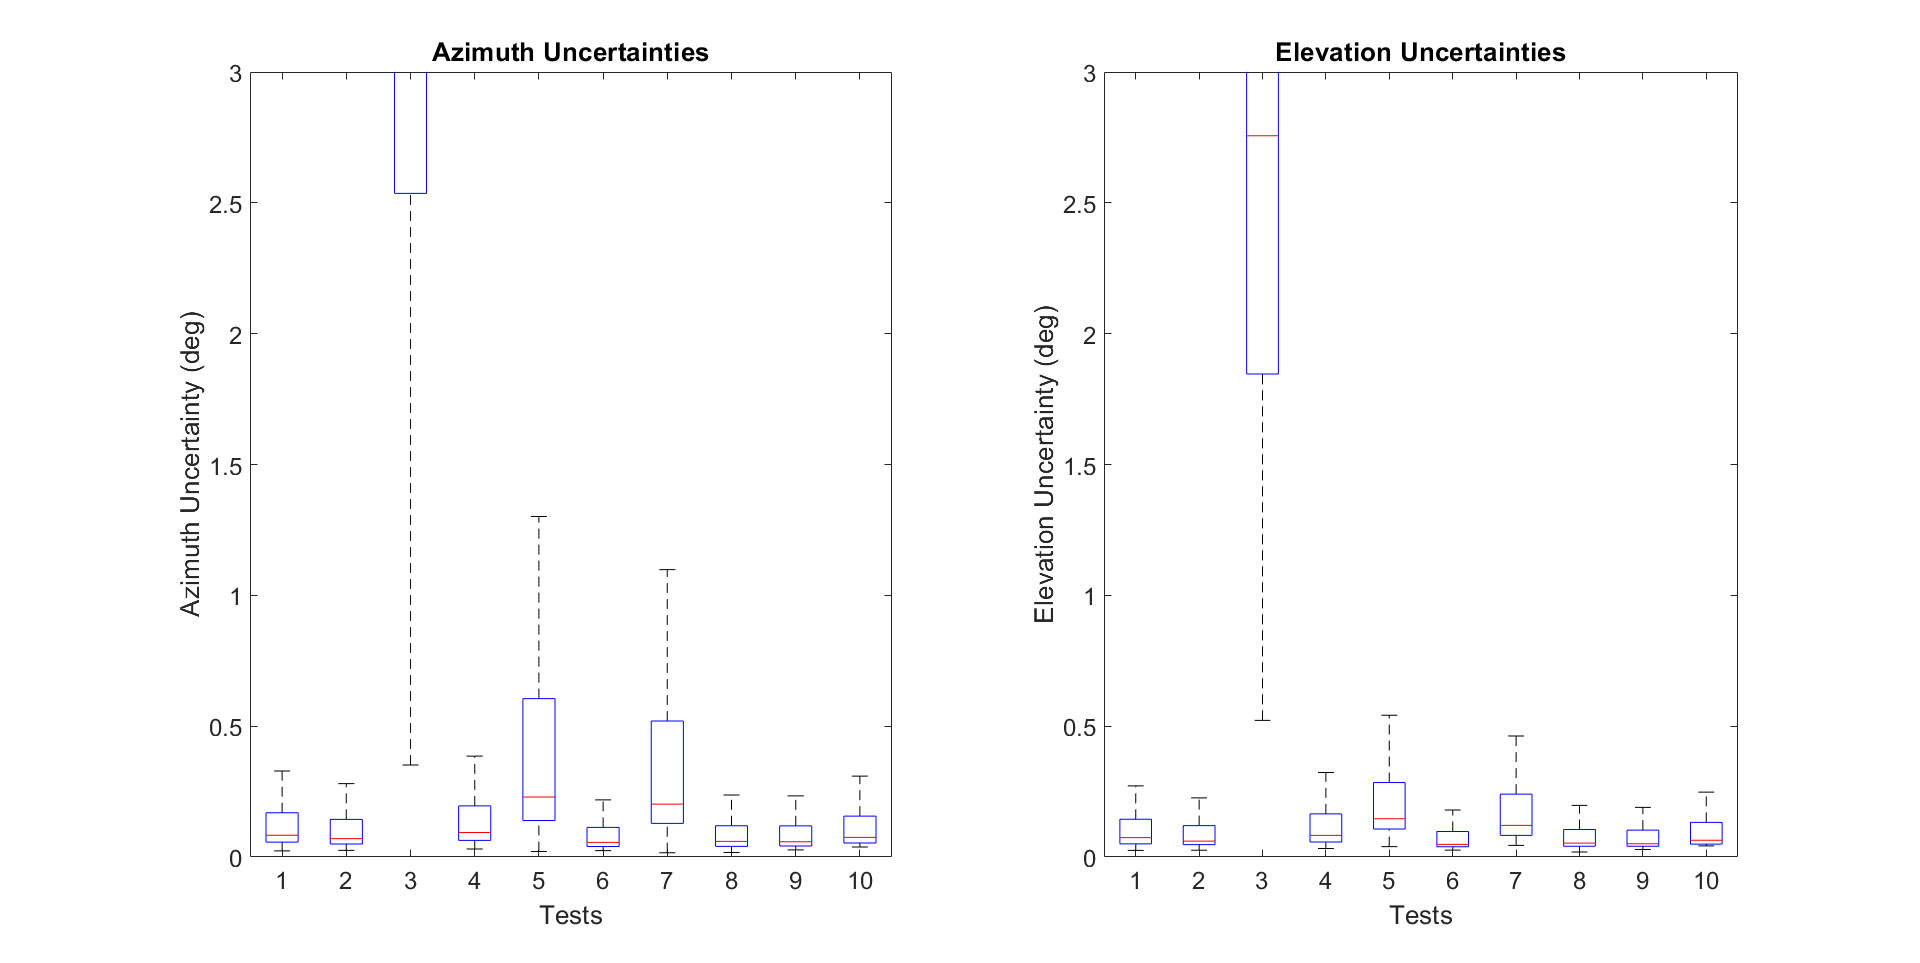 Azimuth Uncertainties
Azimuth Uncertainty (deg)
3
2.5
2
1.5
1
0.5
0
1 2 3 4 5 6 7 8 9 10
Tests
Elevation Uncertainties
Elevation Uncertainty (deg)
3
2.5
2
1.5
1
0.5
0
1 2 3 4 5 6 7 8 9 10
Tests